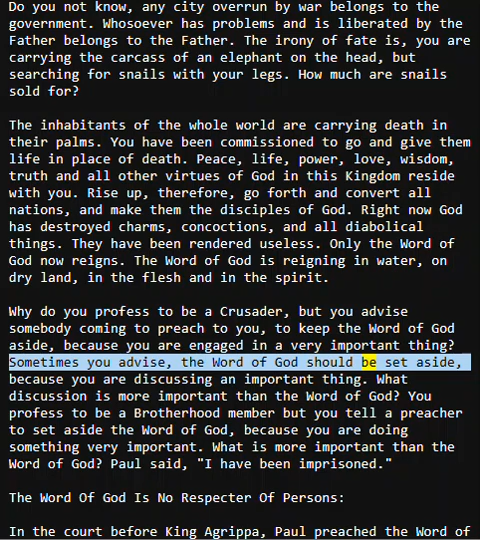 Do you not know, any city overrun by war belongs to the
government. Whosoever has problems and is liberated by the
Father belongs to the Father. The irony of fate is, you are
carrying the carcass of an elephant on the head, but
searching for snails with your legs. How much are snails
sold for?
The inhabitants of the whole world are carrying death in
their palms. You have been commissioned to go and give them
life in place of death. Peace, life, power, love, wisdom,
truth and all other virtues of God in this Kingdom reside
with you. Rise up, therefore, go forth and convert all
nations, and make them the disciples of God. Right now God
has destroyed charms, concoctions, and all diabolical
things. They have been rendered useless. Only the Word of
God now reigns. The Word of God is reigning in water, on
dry land, in the flesh and in the spirit.
Why do you profess to be a Crusader, but you advise
somebody coming to preach to you, to keep the Word of God
aside, because you are engaged in a very important thing?
Sometimes you advise, the Word of God should be set aside,
because you are discussing an important thing. What
discussion is more important than the Word of God? You
profess to be a Brotherhood member but you tell a preacher
to set aside the Word of God, because you are doing
something very important. What is more important than the
Word of God? Paul said, "I have been imprisoned."
The Word Of God Is No Respecter Of Persons:
In the court before King Agrippa, Paul preached the Word of